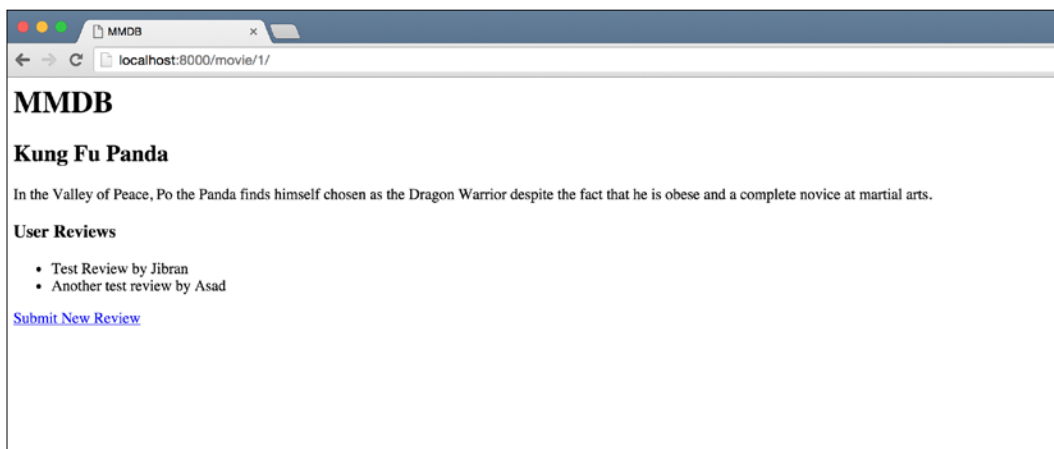 MMDB
localhost:8000/movie/1/
MMDB
Kung Fu Panda
In the Valley of Peace, Po the Panda finds himself chosen as the Dragon Warrior despite the fact that he is obese and a complete novice at martial arts.
User Reviews
Test Review by Jibran
Another test review by Asad
Submit New Review